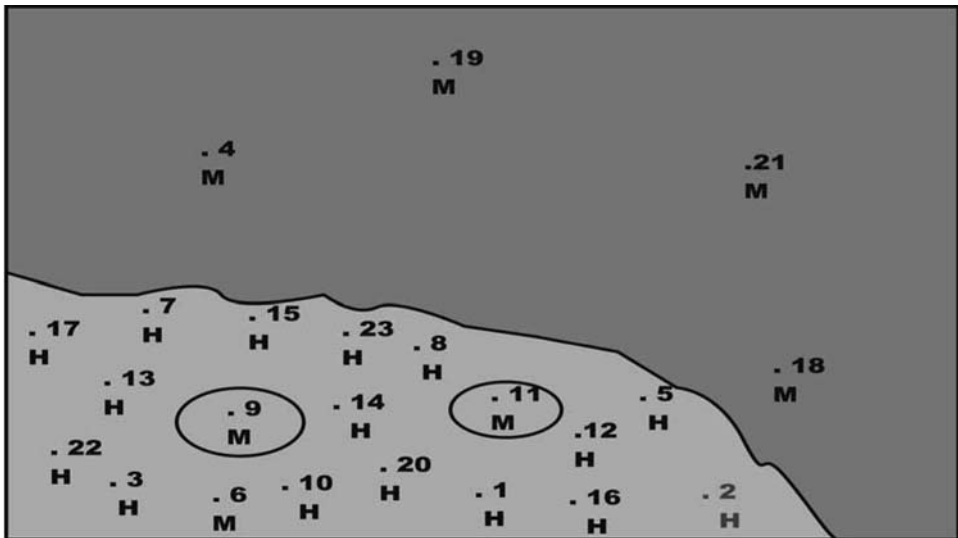 . 19
M
. 4
M
.21
M
. 7
H
. 15
H
. 17
H
. 23
H
. 8
H
. 18
M
. 13
H
. 9
M
. 14
H
. 11
M
. 5
H
.12
H
. 22
H
. 3
H
. 6
M
. 10
H
. 20
H
. 1
H
. 16
H
. 2
H